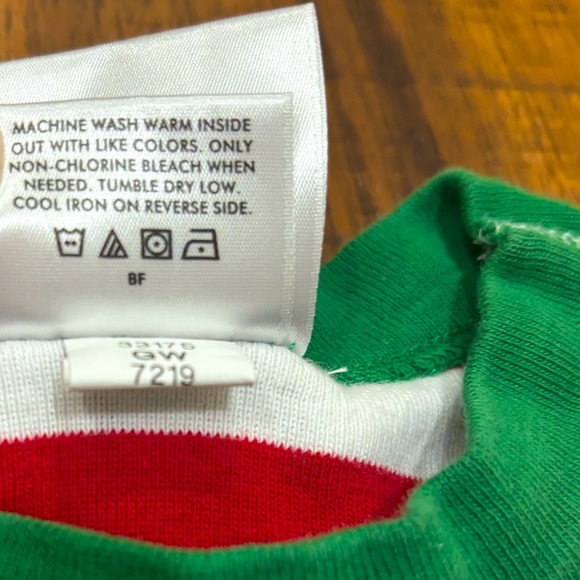 MACHINE WASH WARM INSIDE
OUT WITH LIKE COLORS. ONLY
NON-CHLORINE BLEACH WHEN
NEEDED. TUMBLE DRY LOW.
COOL IRON ON REVERSE SIDE.
BF
33175
GW
7219